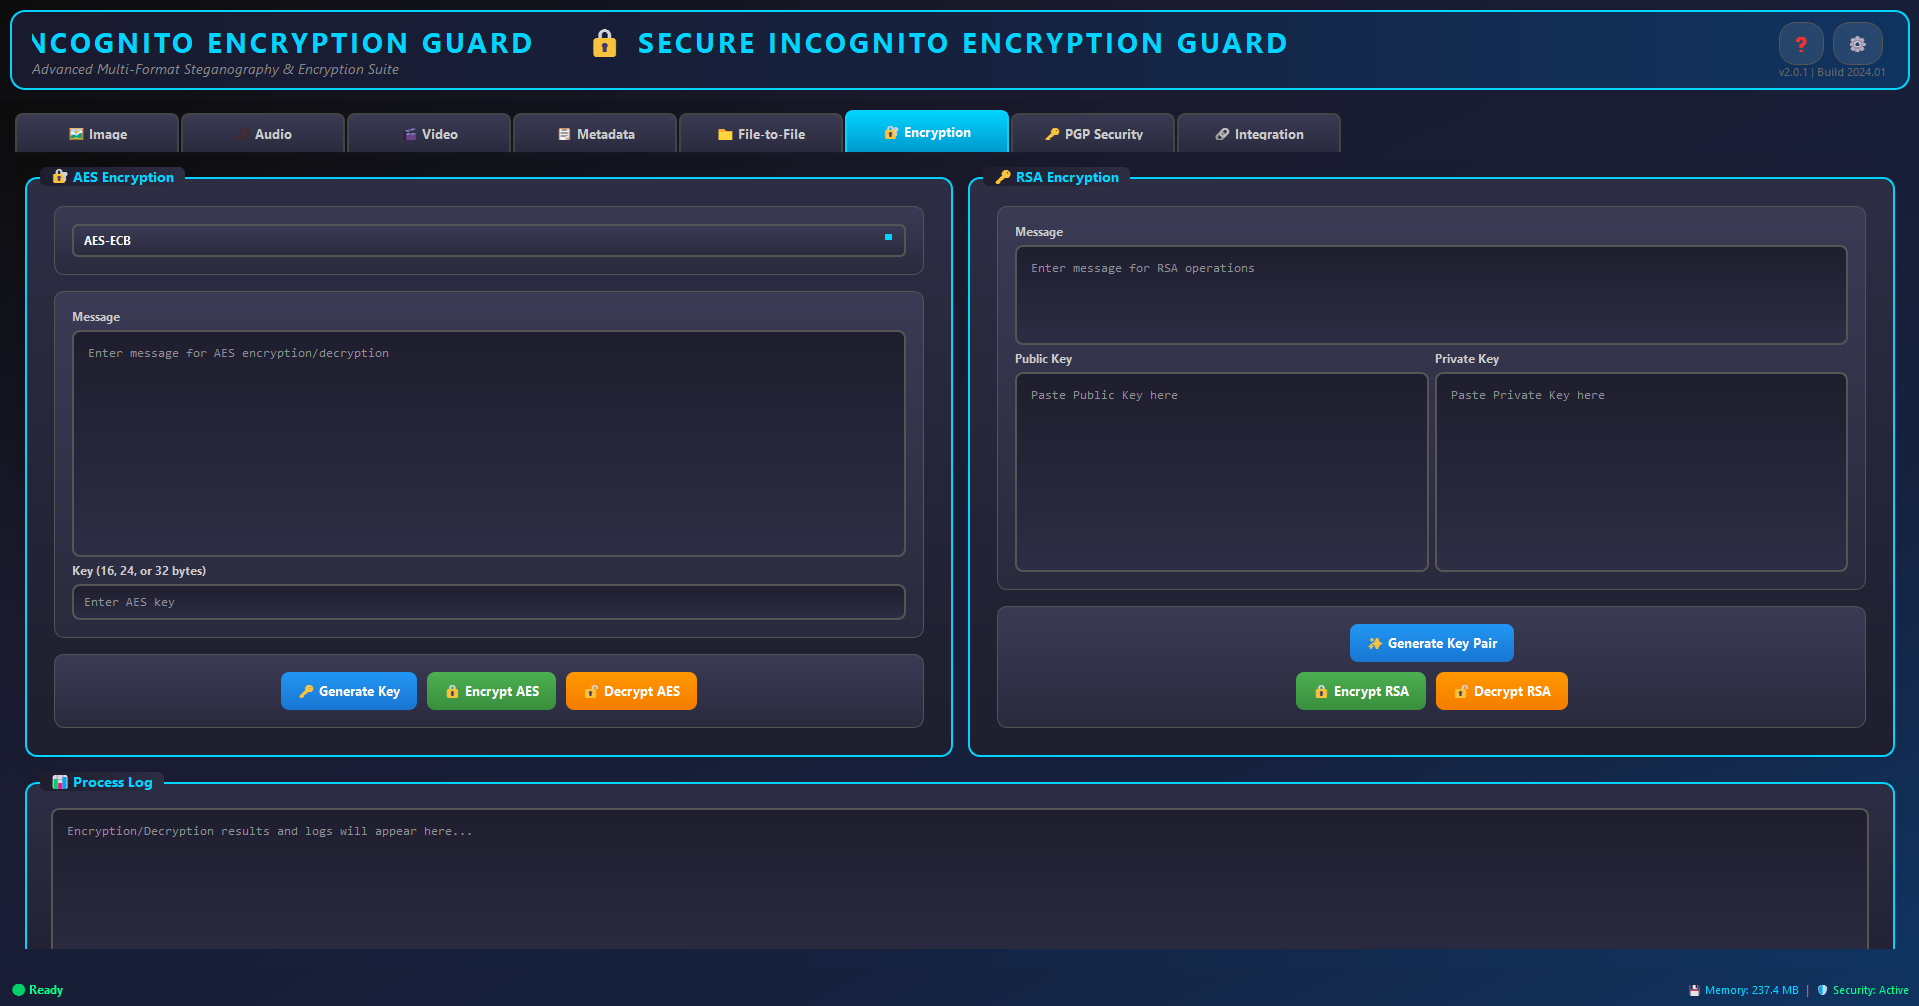 NCOGNITO ENCRYPTION GUARD
SECURE INCOGNITO ENCRYPTION GUARD
Advanced Multi-Format Steganography & Encryption Suite
v2.0.1 | Build 2024.01
Image
Audio
Video
Metadata
File-to-File
Encryption
PGP Security
Integration
AES Encryption
AES-ECB
Message
Enter message for AES encryption/decryption
Key (16, 24, or 32 bytes)
Enter AES key
Generate Key
Encrypt AES
Decrypt AES
RSA Encryption
Message
Enter message for RSA operations
Public Key
Private Key
Paste Public Key here
Paste Private Key here
Generate Key Pair
Encrypt RSA
Decrypt RSA
Process Log
Encryption/Decryption results and logs will appear here...
Ready
Memory: 237.4 MB | Security: Active